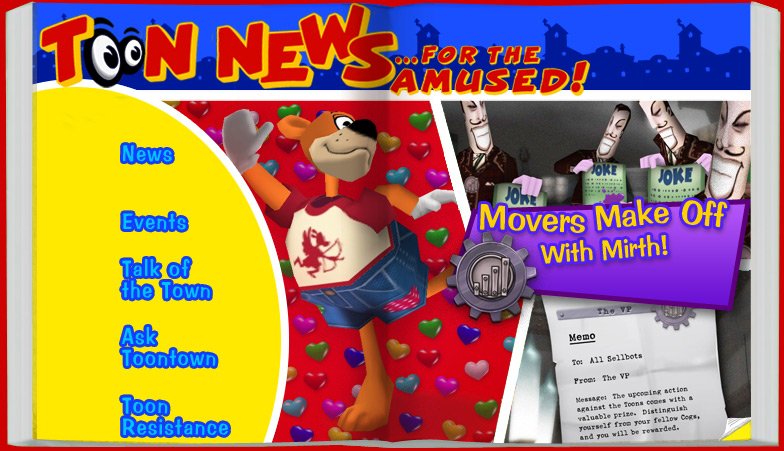 TOON NEWS
...FOR THE
AMUSED!
News
Events
Talk of
the Town
Ask
Toontown
Toon
Resistance
JOKE
JOKE
JOKE
Movers Make Off
With Mirth!
The VP
Memo
To: All Sellbots
From: The VP
Message: The upcoming action
against the Toons comes with a
valuable prize. Distinguish
yourself from your fellow Cogs,
and you will be rewarded.